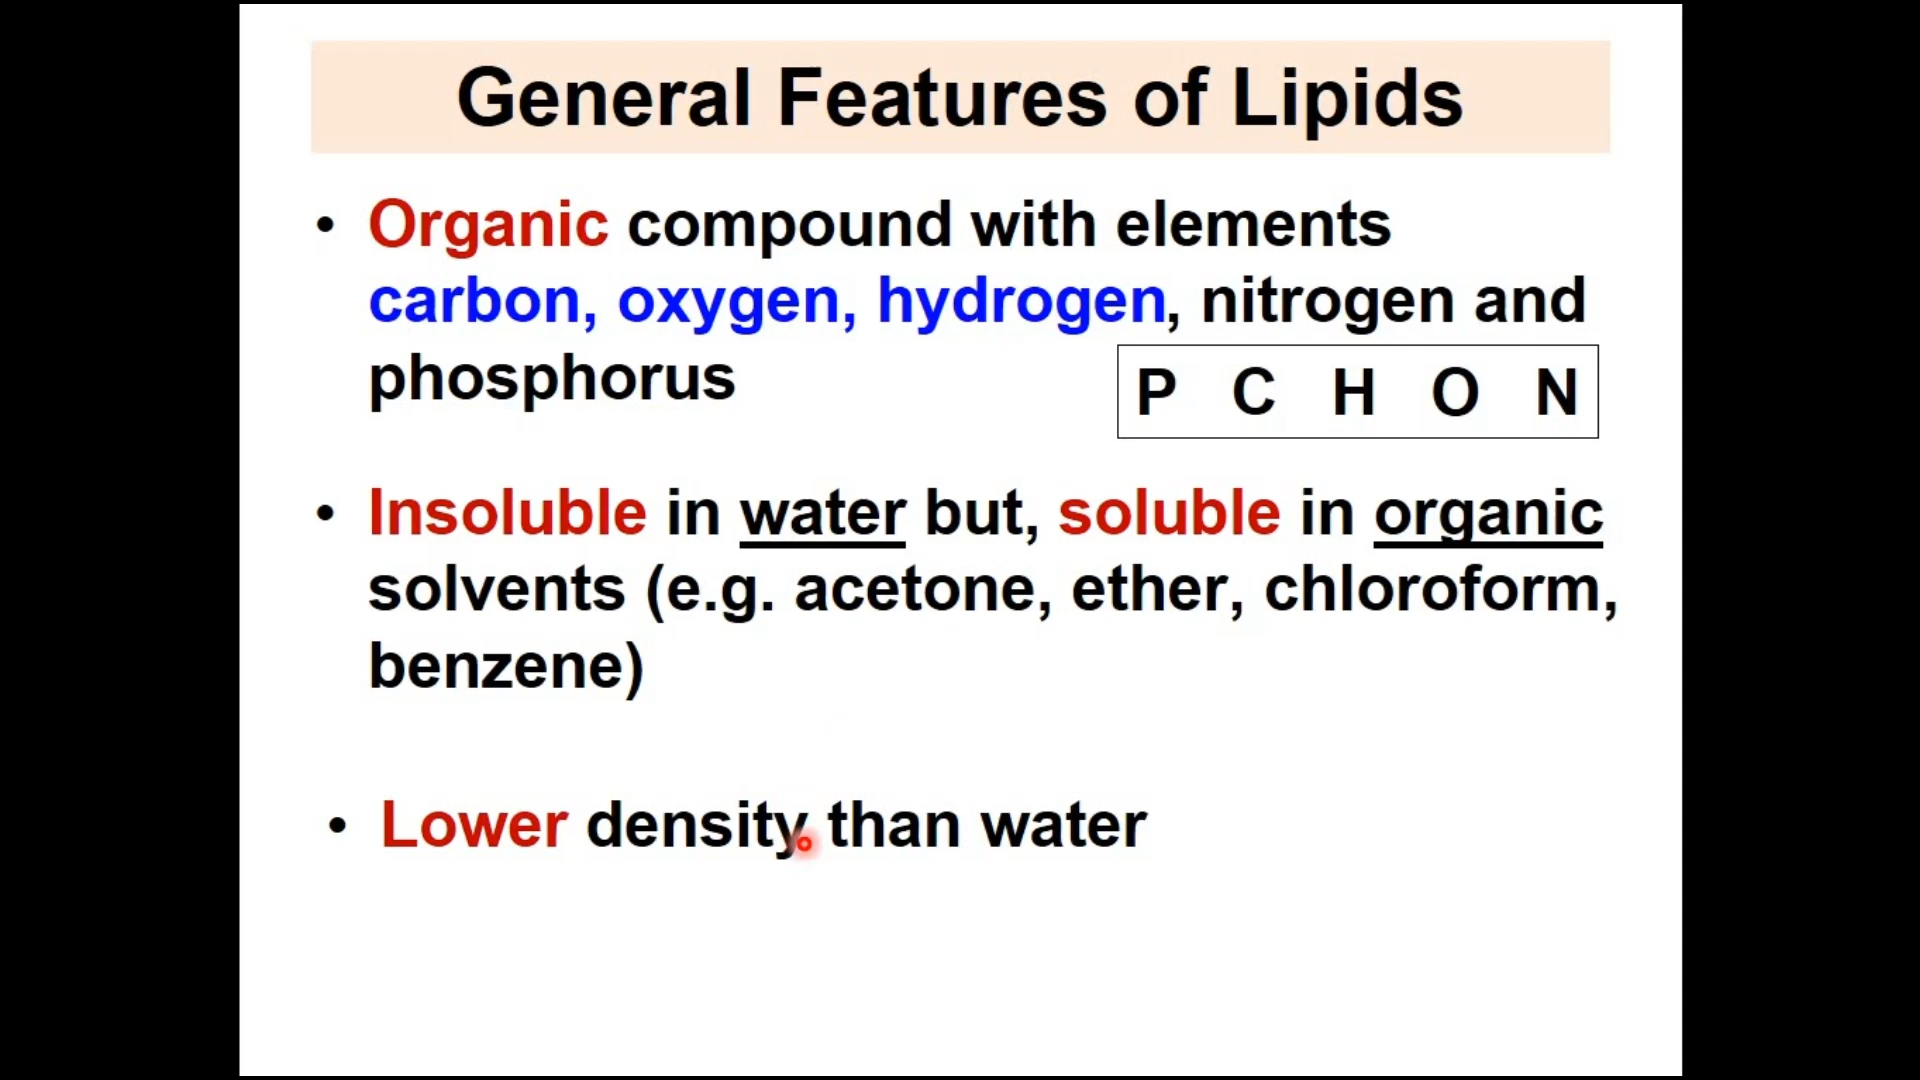 General Features of Lipids
• Organic compound with elements
carbon, oxygen, hydrogen, nitrogen and
phosphorus
P C H O N
• Insoluble in water but, soluble in organic
solvents (e.g. acetone, ether, chloroform,
benzene)
• Lower density than water